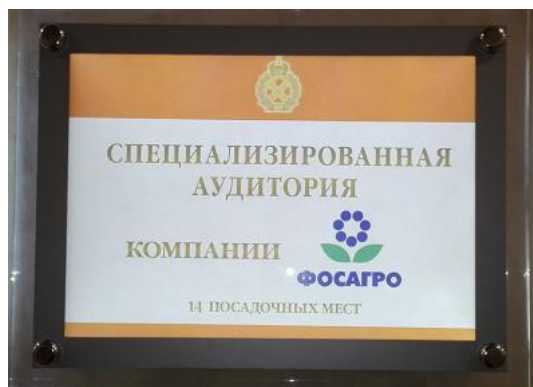 СПЕЦИАЛИЗИРОВАННАЯ
АУДИТОРИЯ
КОМПАНИИ
ФОСАГРО
14 ПОСАДОЧНЫХ МЕСТ